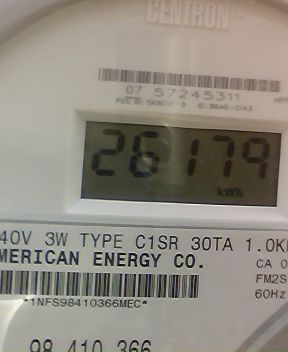 CENTRON®
07 57245311
26179
kWh
40V 3W TYPE C1SR 30TA 1.0K
MERICAN ENERGY CO.
CA 0
FM2S
60Hz
*1NFS98410366MEC*
98 410 366